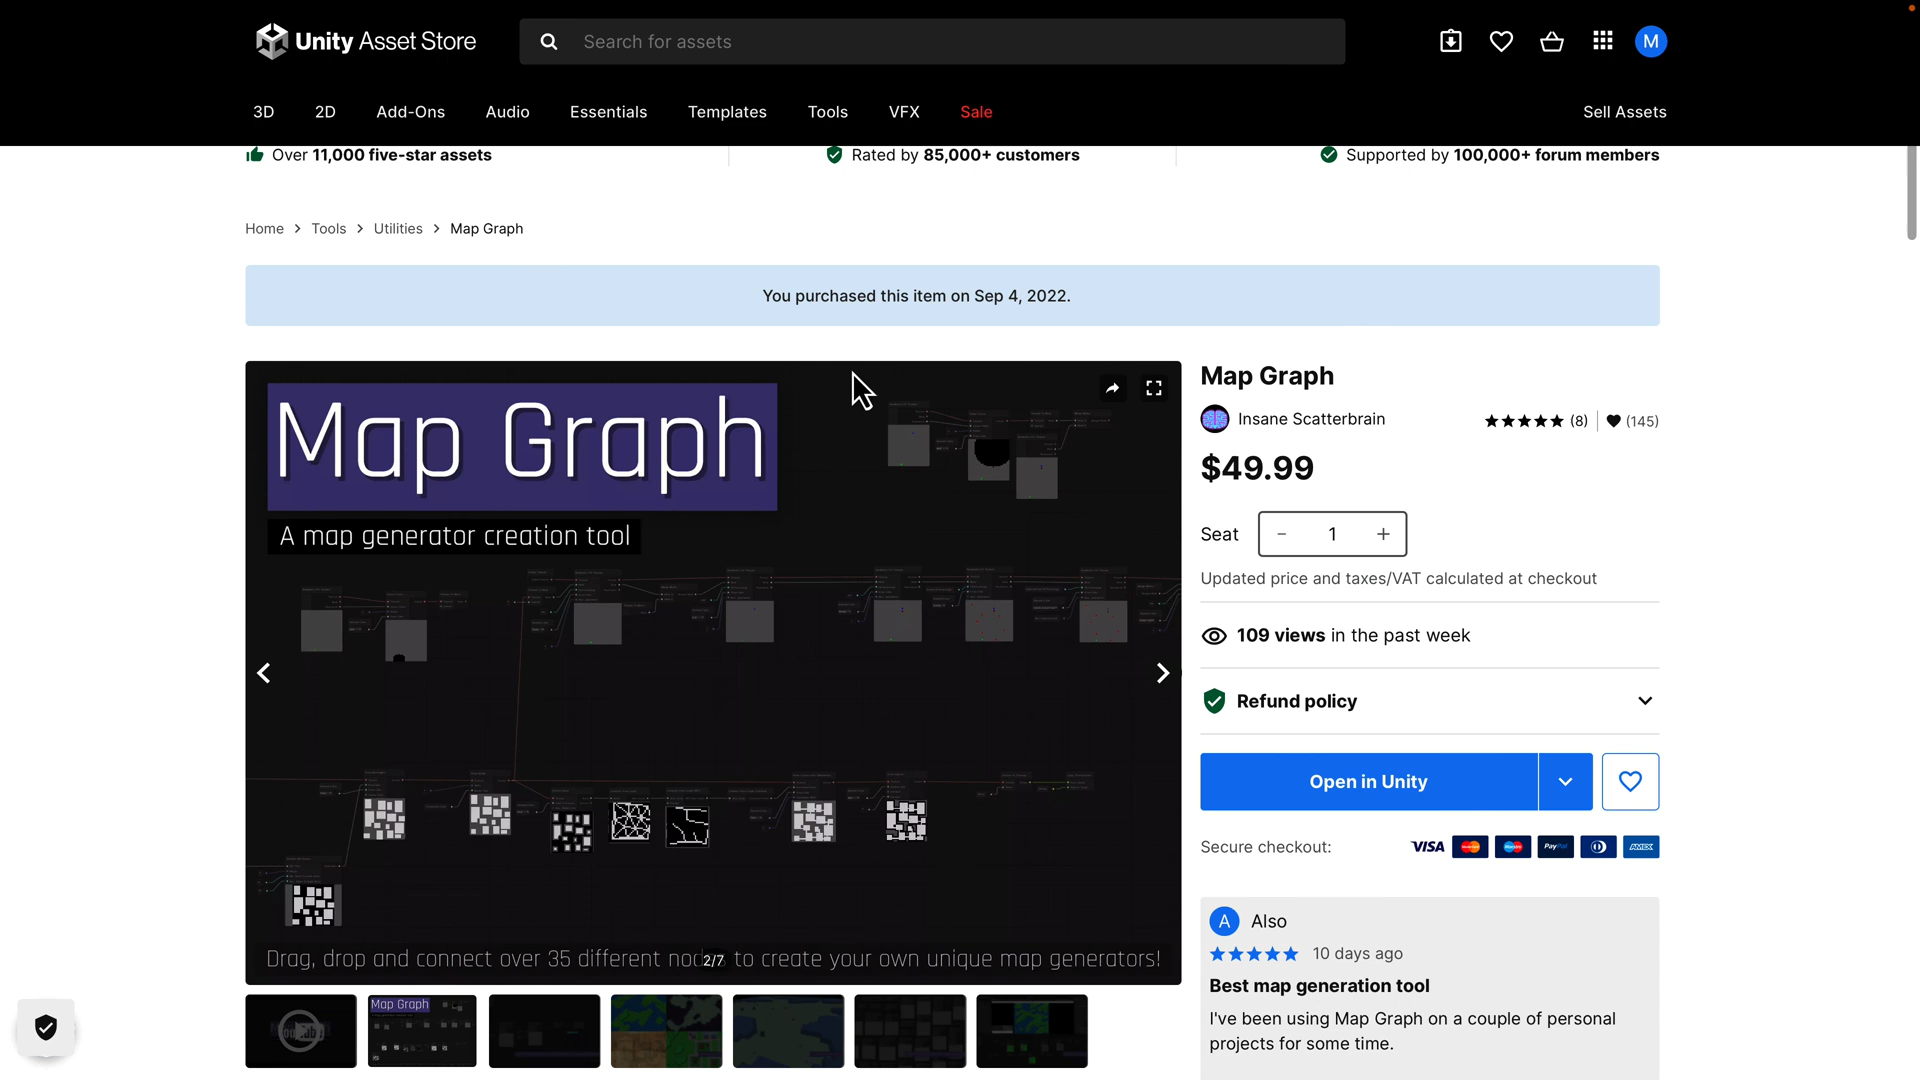 Unity Asset Store
Search for assets
M
3D 2D Add-Ons Audio Essentials Templates Tools VFX Sale Sell Assets
Over 11,000 five-star assets
Rated by 85,000+ customers
Supported by 100,000+ forum members
Home > Tools > Utilities > Map Graph
You purchased this item on Sep 4, 2022.
Map Graph
A map generator creation tool
Drag, drop and connect over 35 different nod 2/7 to create your own unique map generators!
Map Graph
Map Graph
Insane Scatterbrain
(8) (145)
$49.99
Seat - 1 +
Updated price and taxes/VAT calculated at checkout
109 views in the past week
Refund policy
Open in Unity
Secure checkout: VISA PayPal AMEX
A Also
10 days ago
Best map generation tool
I've been using Map Graph on a couple of personal
projects for some time.